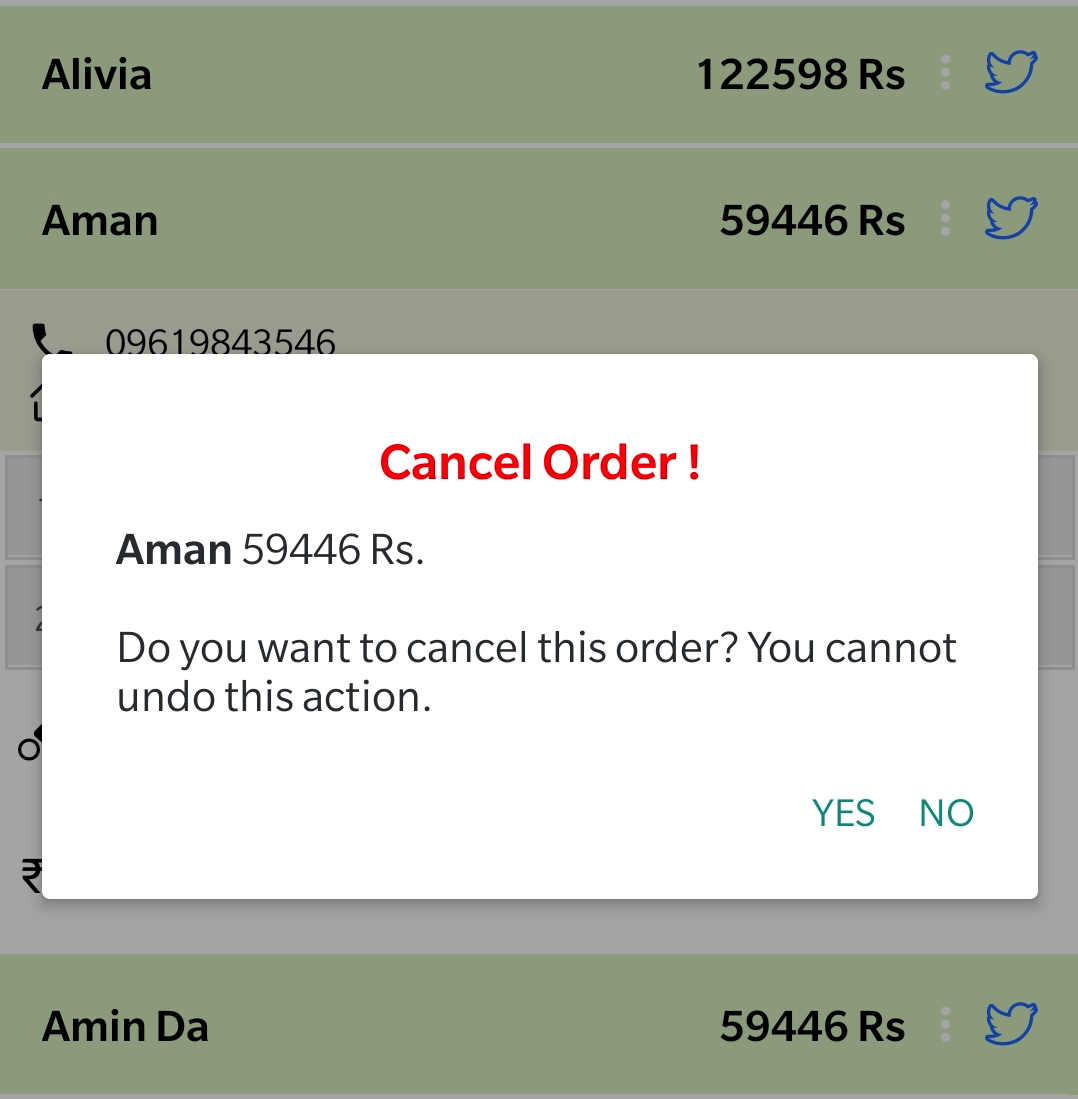 Alivia 122598 Rs
Aman 59446 Rs
09619843546
Cancel Order !
Aman 59446 Rs.
Do you want to cancel this order? You cannot
undo this action.
YES NO
₹
Amin Da 59446 Rs